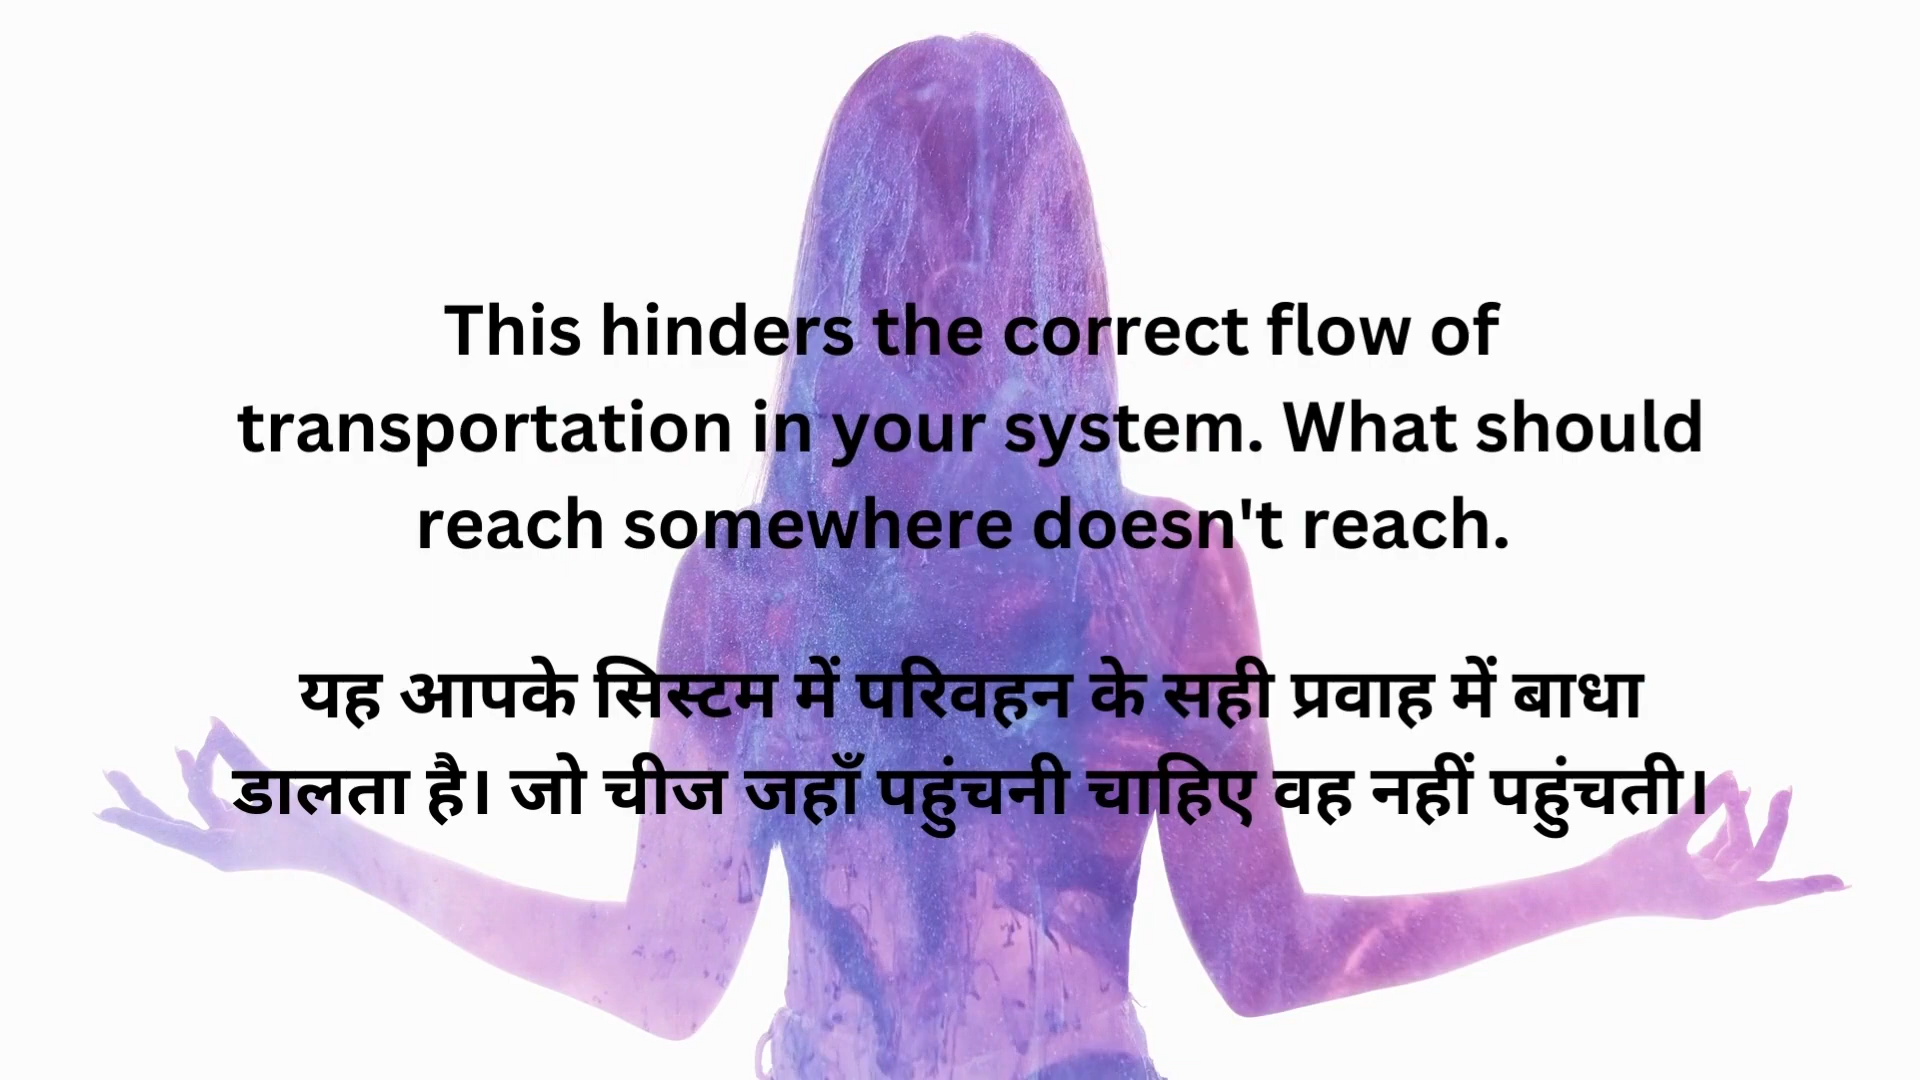 This hinders the correct flow of
transportation in your system. What should
reach somewhere doesn't reach.
यह आपके सिस्टम में परिवहन के सही प्रवाह में बाधा
डालता है। जो चीज जहाँ पहुंचनी चाहिए वह नहीं पहुंचती।